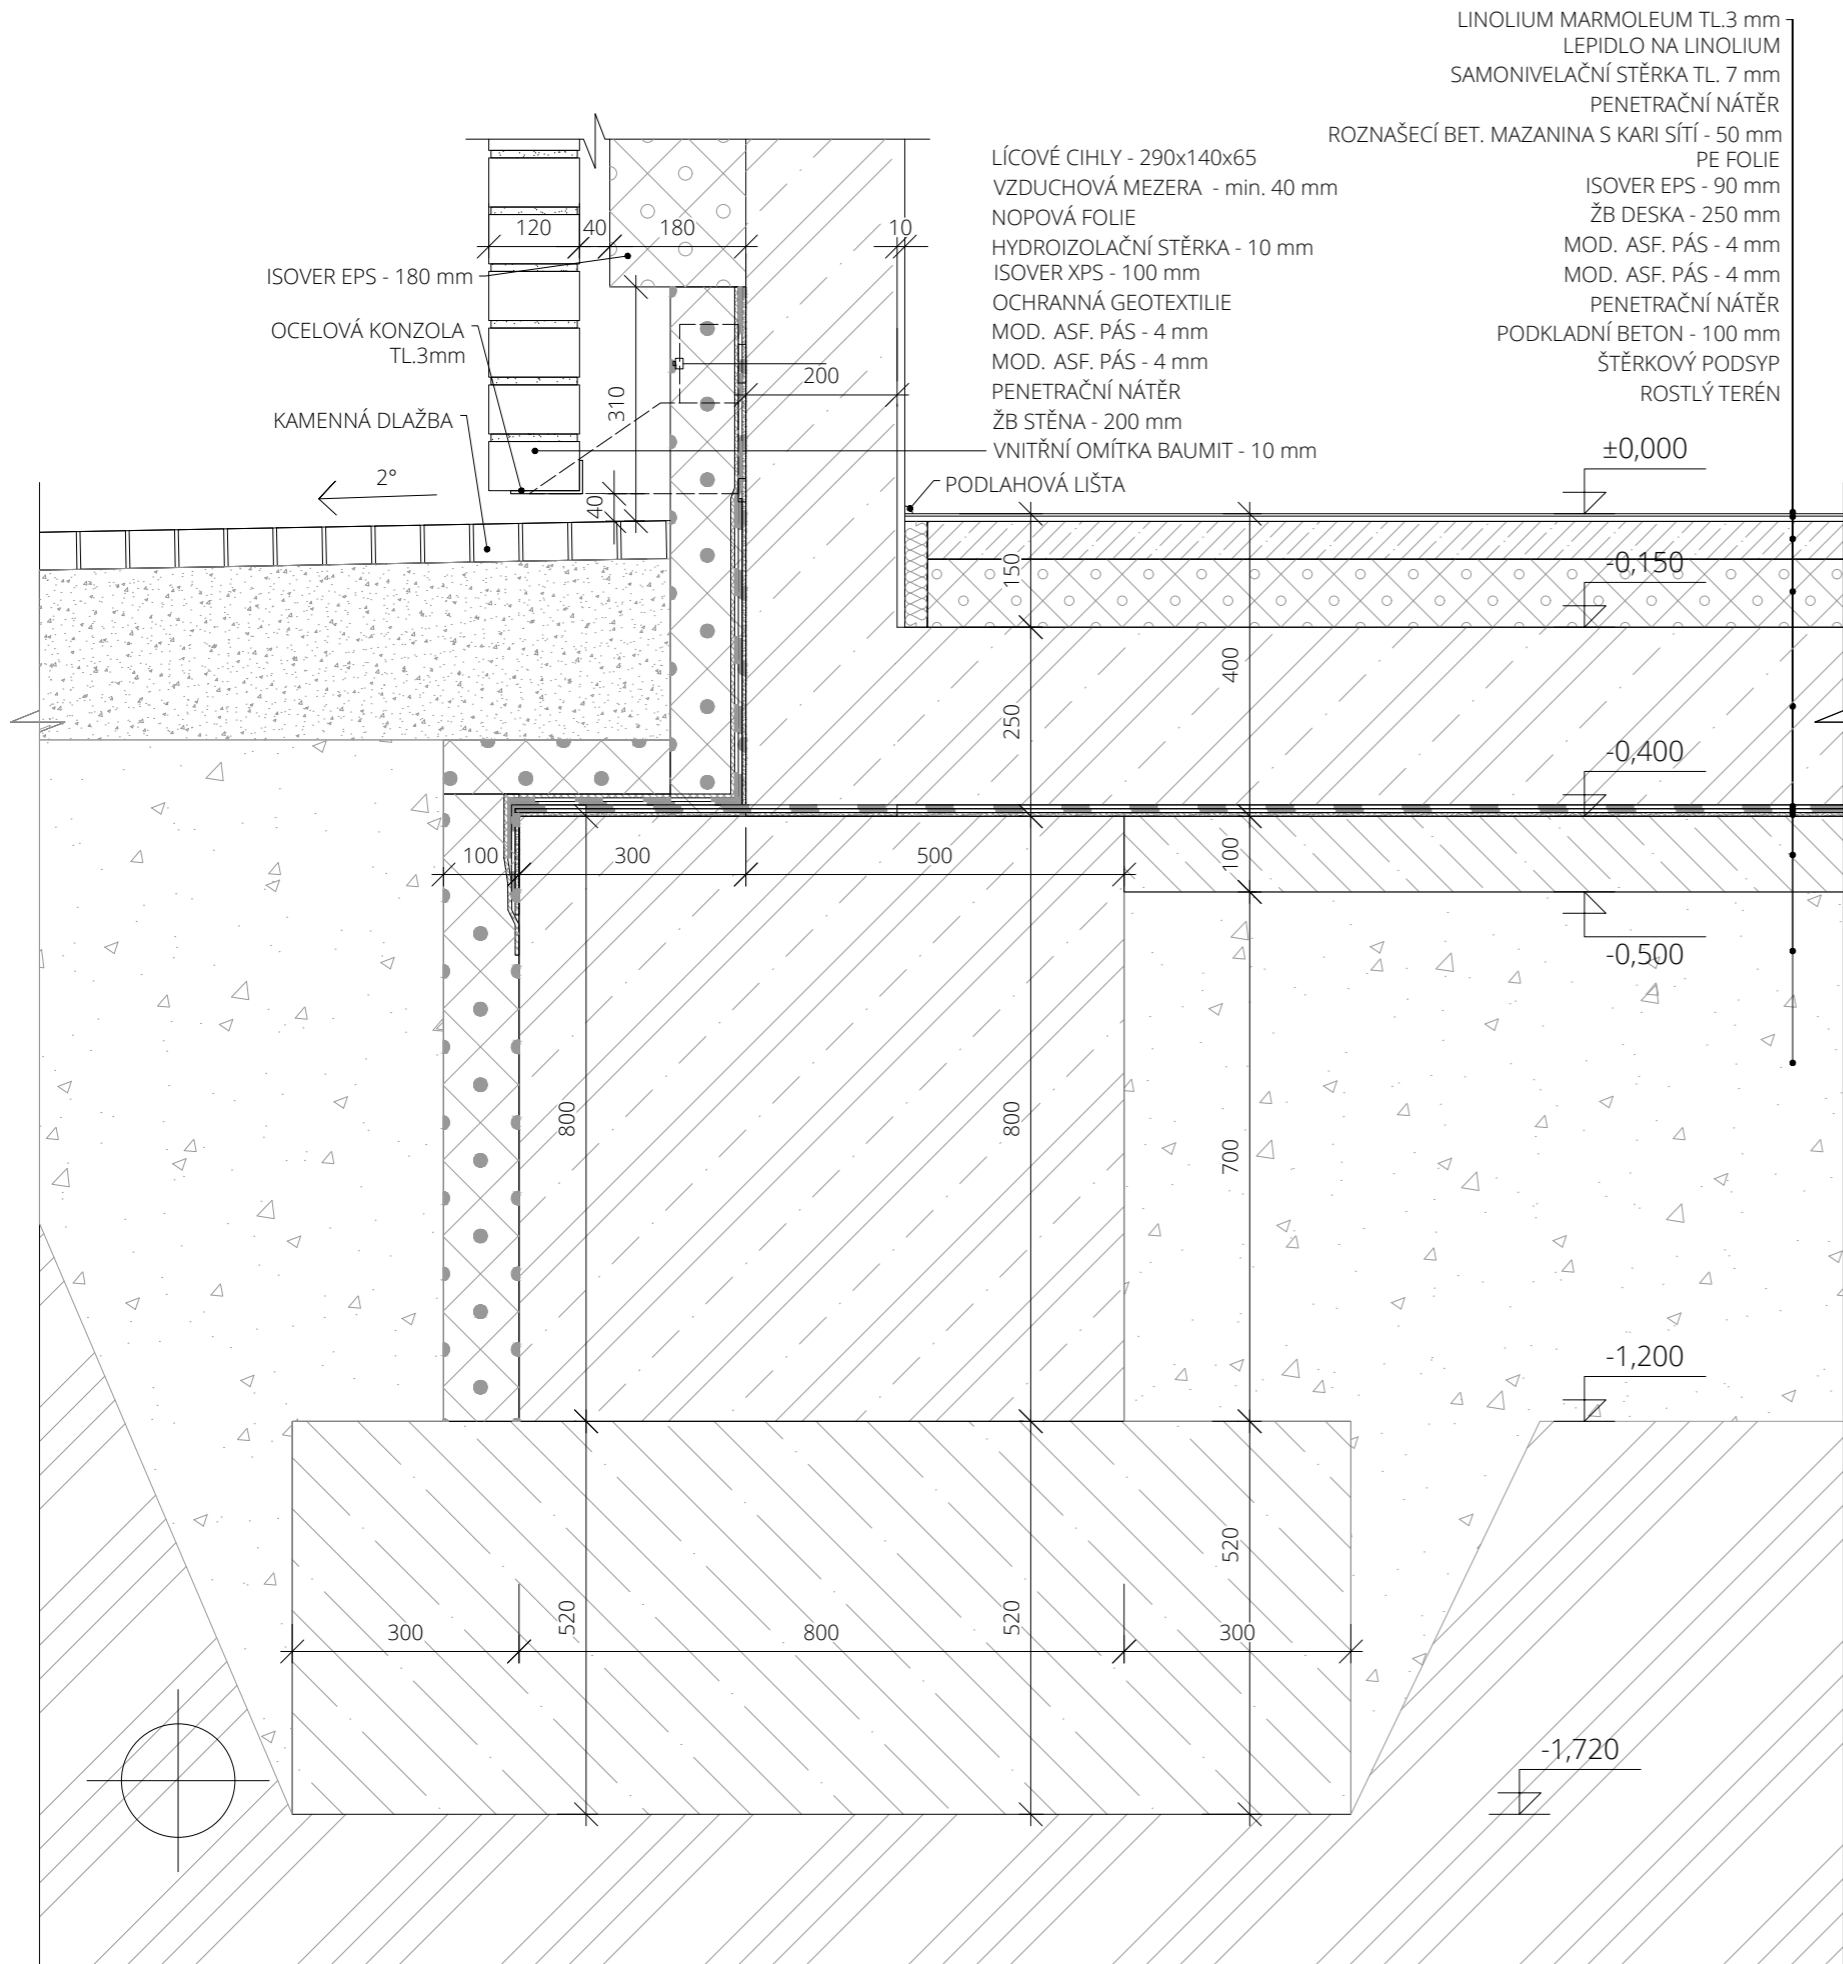 LINOLIUM MARMOLEUM TL.3 mm
LEPIDLO NA LINOLIUM
SAMONIVELAČNÍ STĚRKA TL. 7 mm
PENETRAČNÍ NÁTĚR
ROZNAŠECÍ BET. MAZANINA S KARI SÍTÍ - 50 mm
PE FOLIE
ISOVER EPS - 90 mm
ŽB DESKA - 250 mm
MOD. ASF. PÁS - 4 mm
MOD. ASF. PÁS - 4 mm
PENETRAČNÍ NÁTĚR
PODKLADNÍ BETON - 100 mm
ŠTĚRKOVÝ PODSYP
ROSTLÝ TERÉN
LÍCOVÉ CIHLY - 290x140x65
VZDUCHOVÁ MEZERA - min. 40 mm
NOPOVÁ FOLIE
HYDROIZOLAČNÍ STĚRKA - 10 mm
ISOVER XPS - 100 mm
OCHRANNÁ GEOTEXTILIE
MOD. ASF. PÁS - 4 mm
MOD. ASF. PÁS - 4 mm
PENETRAČNÍ NÁTĚR
ŽB STĚNA - 200 mm
VNITŘNÍ OMÍTKA BAUMIT - 10 mm
PODLAHOVÁ LIŠTA
120 40 180 10
ISOVER EPS - 180 mm
OCELOVÁ KONZOLA
TL.3mm
KAMENNÁ DLAŽBA
200
310
2°
40
±0,000
150
-0,150
400
250
-0,400
100 300 500
100
-0,500
800
800
700
-1,200
520
520
520
300 800 300
-1,720